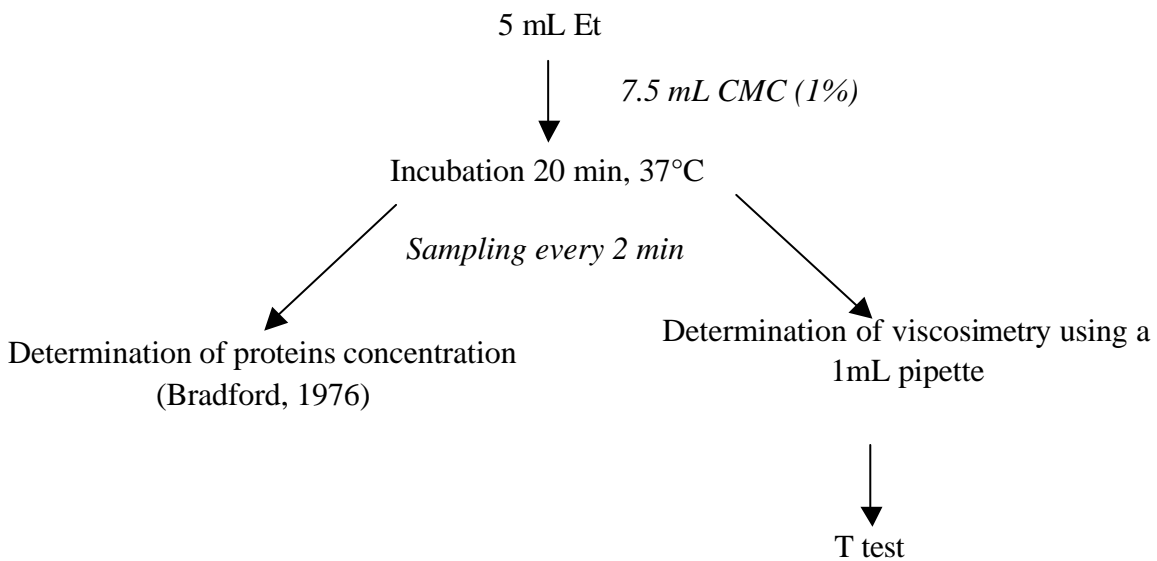 5 mL Et
7.5 mL CMC (1%)
Incubation 20 min, 37°C
Sampling every 2 min
Determination of proteins concentration
(Bradford, 1976)
Determination of viscosimetry using a
1mL pipette
T test